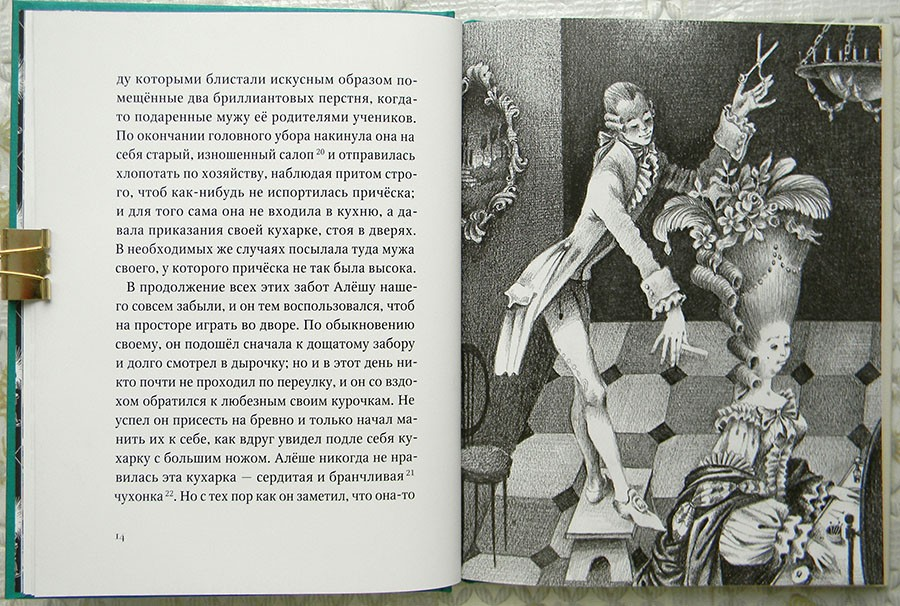 ду которыми блистали искусным образом по-
мещённые два бриллиантовых перстня, когда-
то подаренные мужу её родителями учеников.
По окончании головного убора накинула она на
себя старый, изношенный салоп 20 и отправилась
хлопотать по хозяйству, наблюдая притом стро-
го, чтоб как-нибудь не испортилась причёска;
и для того сама она не входила в кухню, а да-
вала приказания своей кухарке, стоя в дверях.
В необходимых же случаях посылала туда мужа
своего, у которого причёска не так была высока.
В продолжение всех этих забот Алёшу наше-
го совсем забыли, и он тем воспользовался, чтоб
на просторе играть во дворе. По обыкновению
своему, он подошёл сначала к дощатому забору
и долго смотрел в дырочку; но и в этот день ни-
кто почти не проходил по переулку, и он со вздо-
хом обратился к любезным своим курочкам. Не
успел он присесть на бревно и только начал ма-
нить их к себе, как вдруг увидел подле себя ку-
харку с большим ножом. Алёше никогда не нра-
вилась эта кухарка — сердитая и бранчливая 21
чухонка 22. Но с тех пор как он заметил, что она-то
14